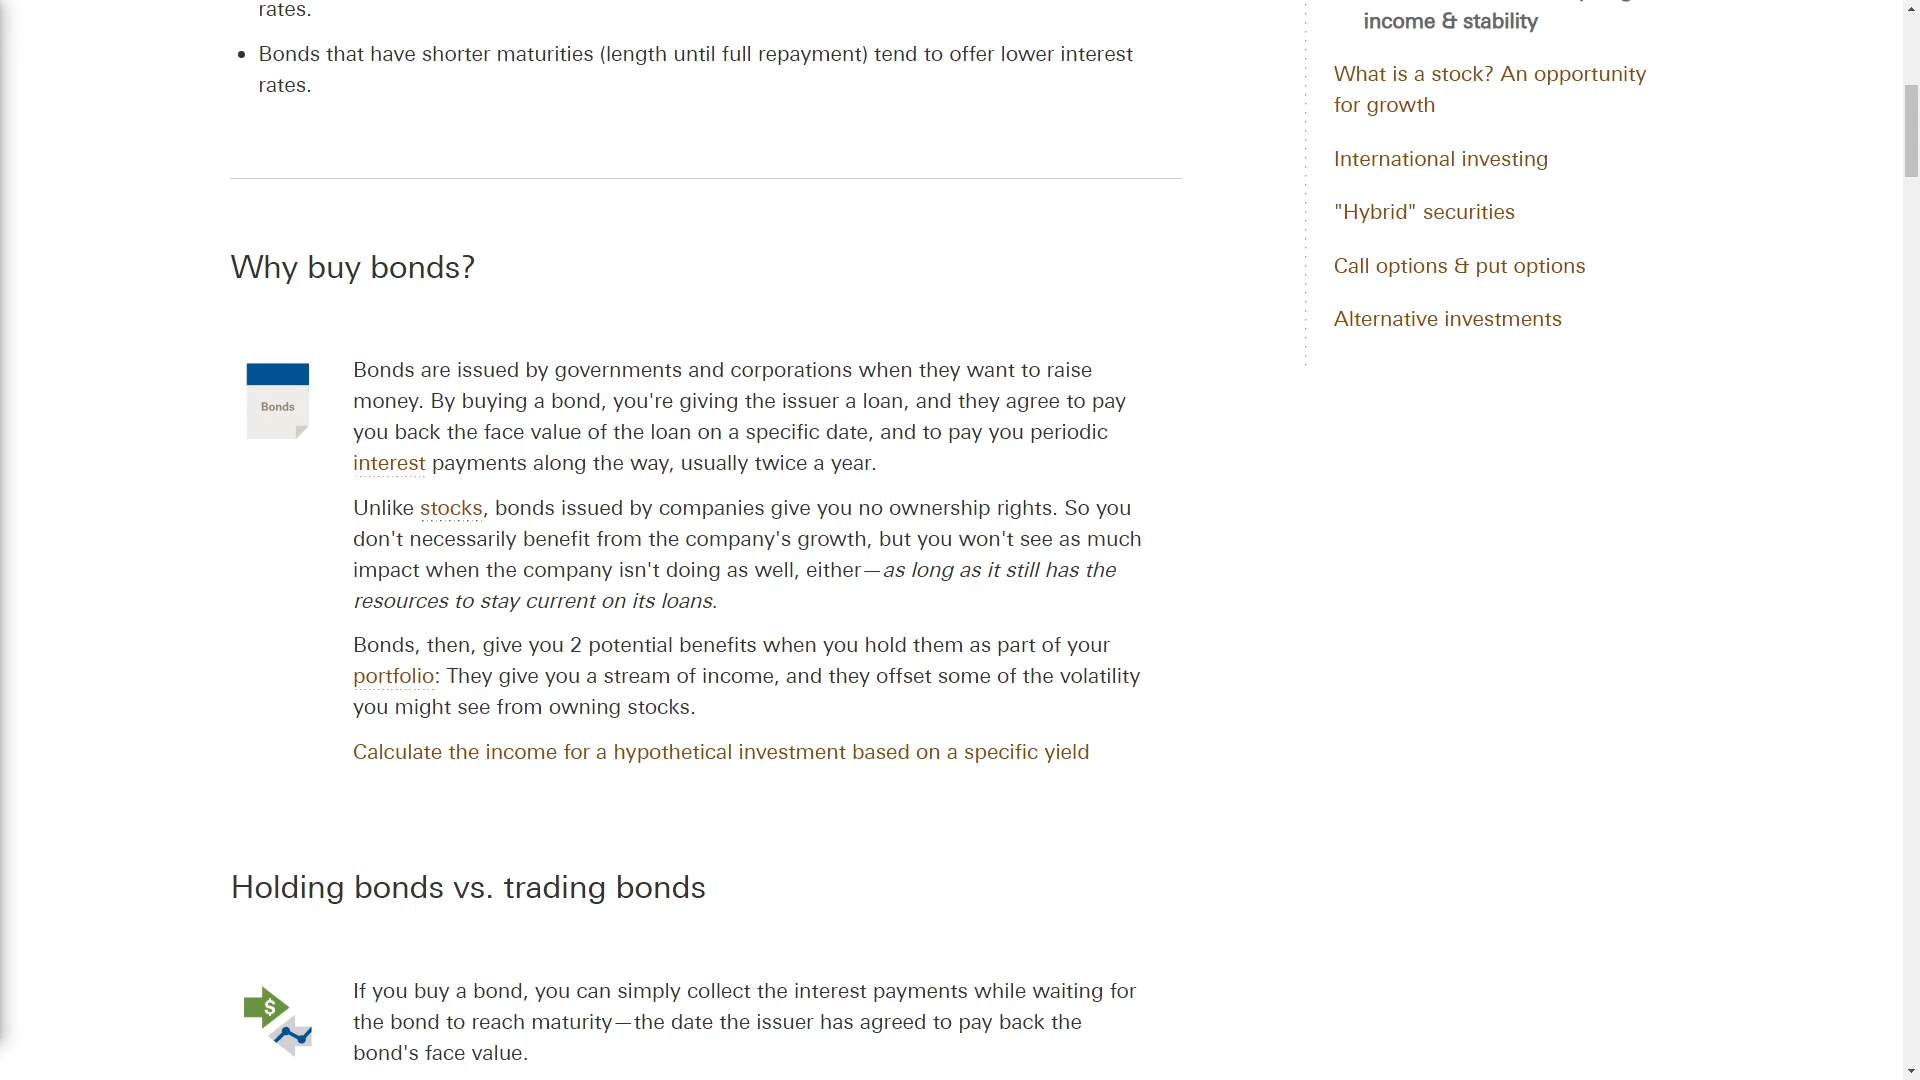 rates.
• Bonds that have shorter maturities (length until full repayment) tend to offer lower interest
rates.
Why buy bonds?
Bonds
Bonds are issued by governments and corporations when they want to raise
money. By buying a bond, you're giving the issuer a loan, and they agree to pay
you back the face value of the loan on a specific date, and to pay you periodic
interest payments along the way, usually twice a year.
Unlike stocks, bonds issued by companies give you no ownership rights. So you
don't necessarily benefit from the company's growth, but you won't see as much
impact when the company isn't doing as well, either—as long as it still has the
resources to stay current on its loans.
Bonds, then, give you 2 potential benefits when you hold them as part of your
portfolio: They give you a stream of income, and they offset some of the volatility
you might see from owning stocks.
Calculate the income for a hypothetical investment based on a specific yield
Holding bonds vs. trading bonds
$
If you buy a bond, you can simply collect the interest payments while waiting for
the bond to reach maturity—the date the issuer has agreed to pay back the
bond's face value.
income & stability
What is a stock? An opportunity
for growth
International investing
"Hybrid" securities
Call options & put options
Alternative investments